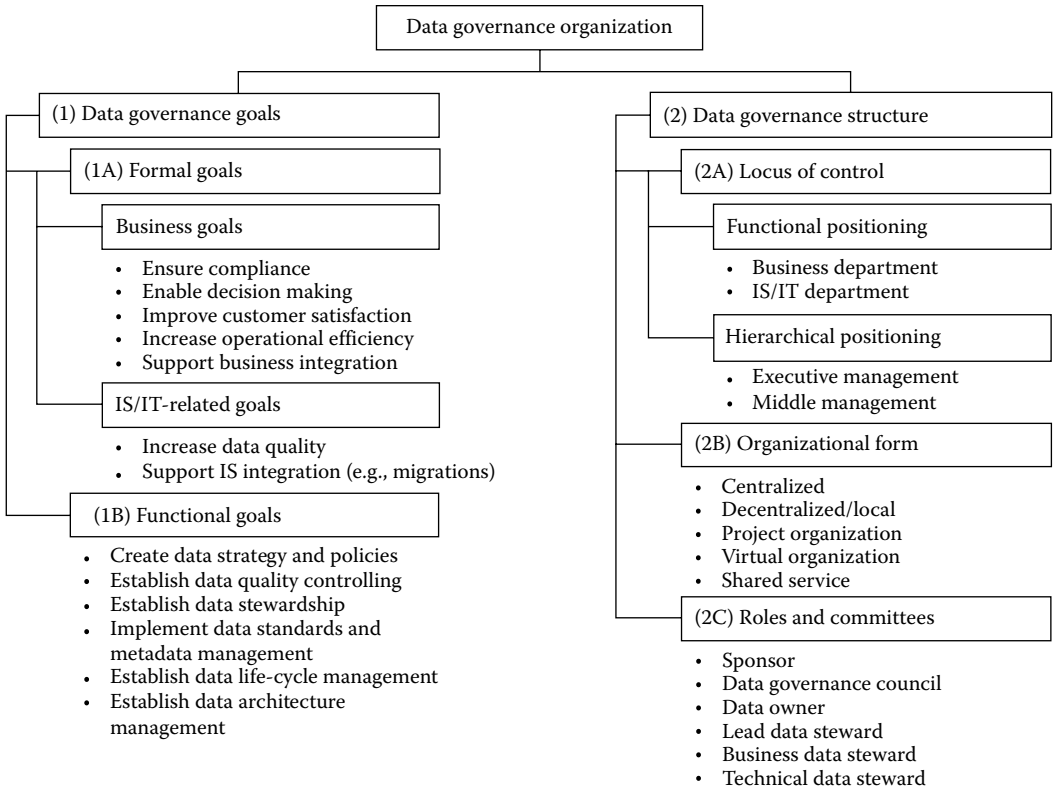 Data governance organization
(1) Data governance goals
(1A) Formal goals
Business goals
• Ensure compliance
• Enable decision making
• Improve customer satisfaction
• Increase operational efficiency
• Support business integration
IS/IT-related goals
• Increase data quality
• Support IS integration (e.g., migrations)
(1B) Functional goals
• Create data strategy and policies
• Establish data quality controlling
• Establish data stewardship
• Implement data standards and
metadata management
• Establish data life-cycle management
• Establish data architecture
management
(2) Data governance structure
(2A) Locus of control
Functional positioning
• Business department
• IS/IT department
Hierarchical positioning
• Executive management
• Middle management
(2B) Organizational form
• Centralized
• Decentralized/local
• Project organization
• Virtual organization
• Shared service
(2C) Roles and committees
• Sponsor
• Data governance council
• Data owner
• Lead data steward
• Business data steward
• Technical data steward